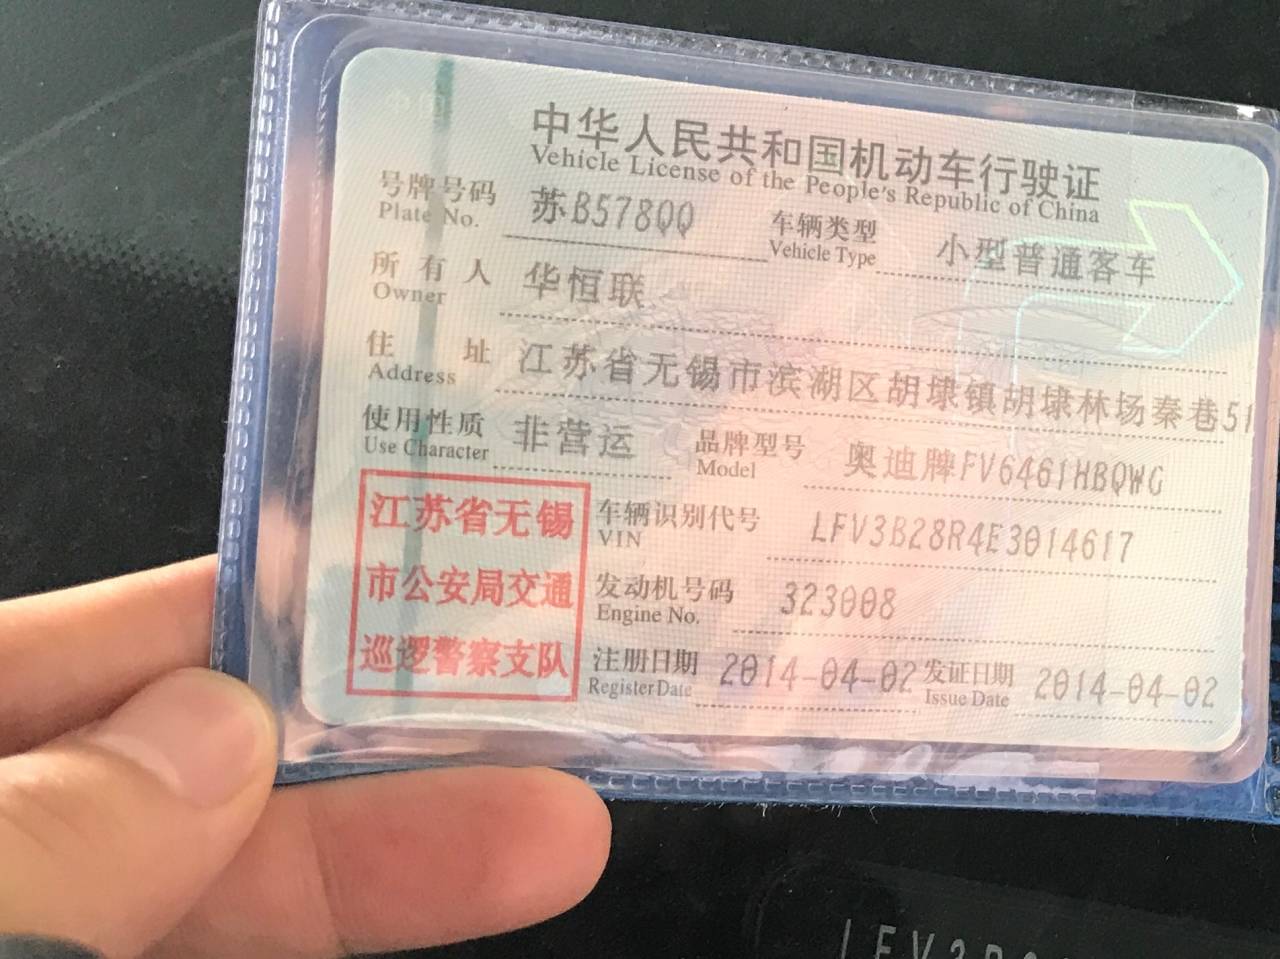 中华人民共和国机动车行驶证
Vehicle License of the People's Republic of China
号牌号码 苏B578QQ 车辆类型 小型普通客车
Plate No. Vehicle Type
所有人 华恒联
Owner
住址 江苏省无锡市滨湖区胡埭镇胡埭林场秦巷51
Address
使用性质 非营运 品牌型号 奥迪牌FV6461HBQWG
Use Character Model
江苏省无锡
市公安局交通
巡逻警察支队
车辆识别代号 LFV3B28R4E3014617
VIN
发动机号码 323008
Engine No.
注册日期 2014-04-02 发证日期 2014-04-02
Register Date Issue Date
LFV3B